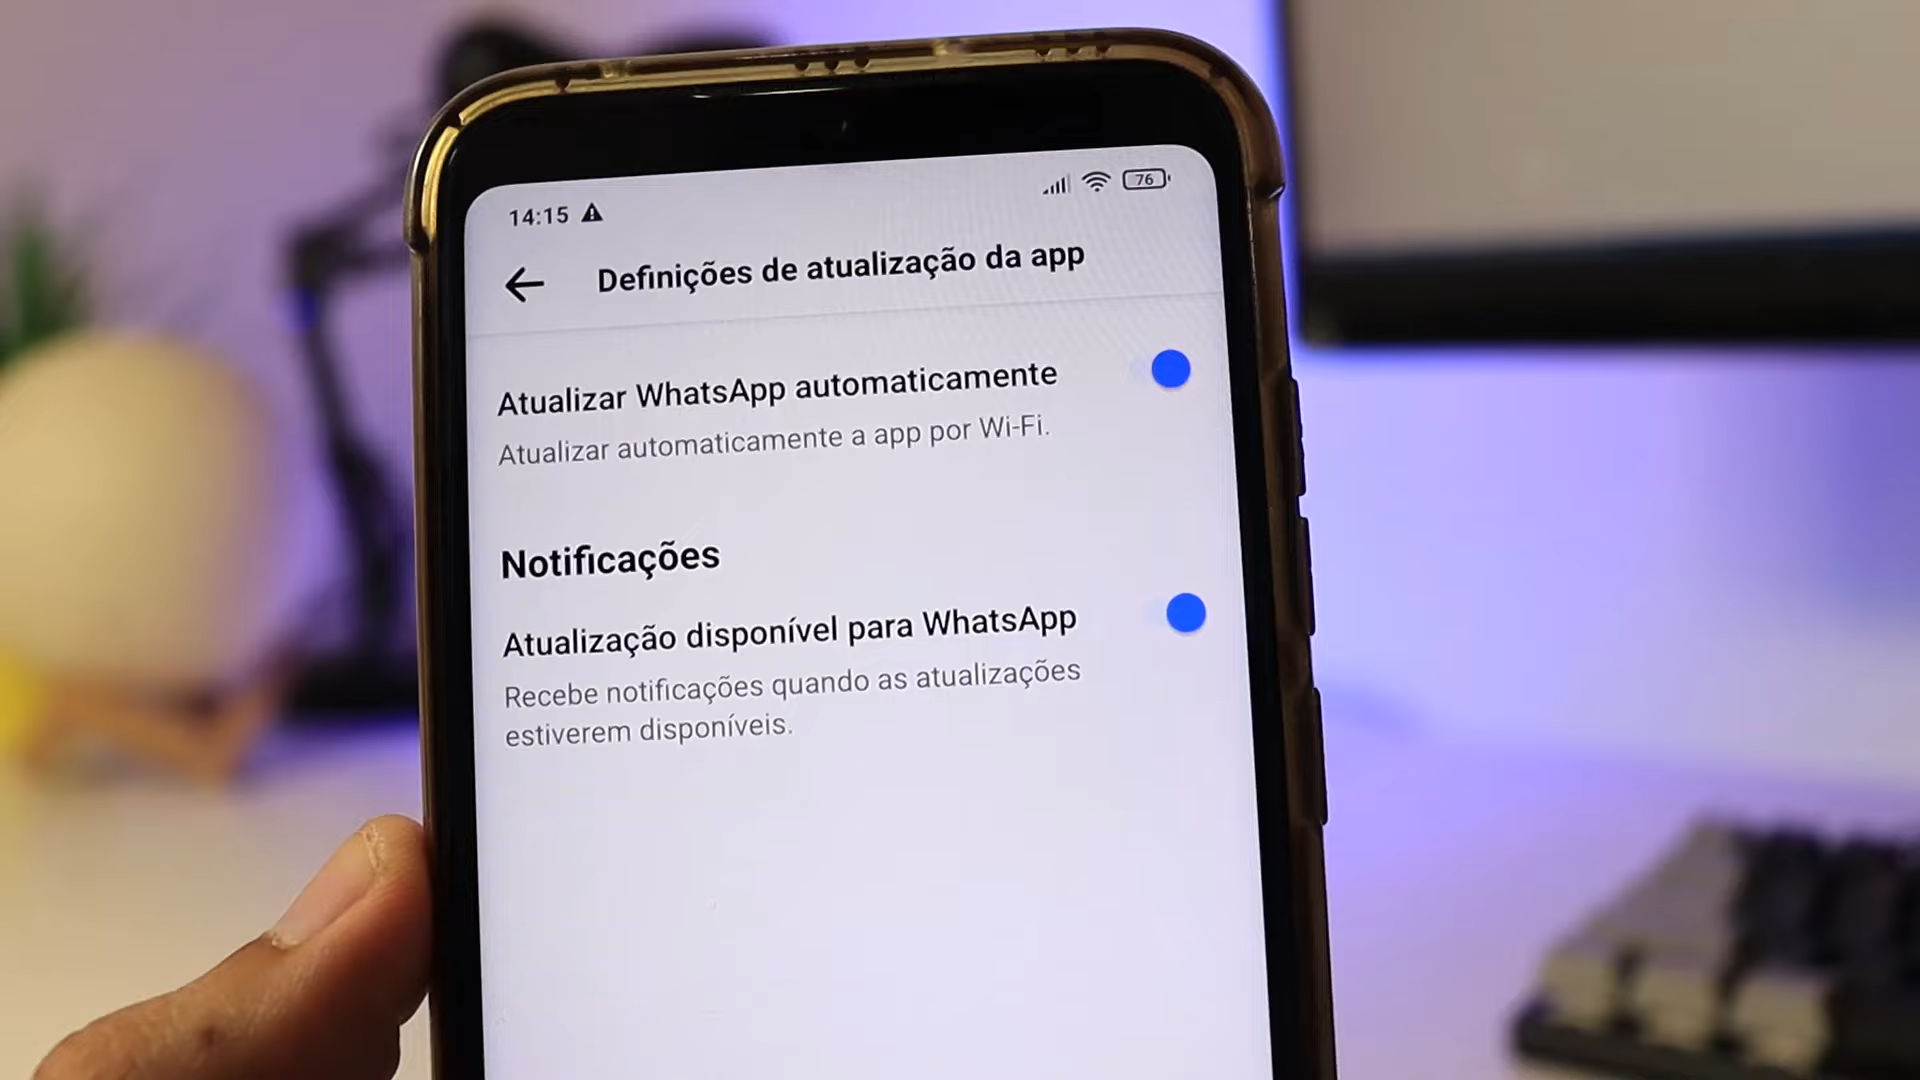 14:15
76
Definições de atualização da app
Atualizar WhatsApp automaticamente
Atualizar automaticamente a app por Wi-Fi.
Notificações
Atualização disponível para WhatsApp
Recebe notificações quando as atualizações
estiverem disponíveis.